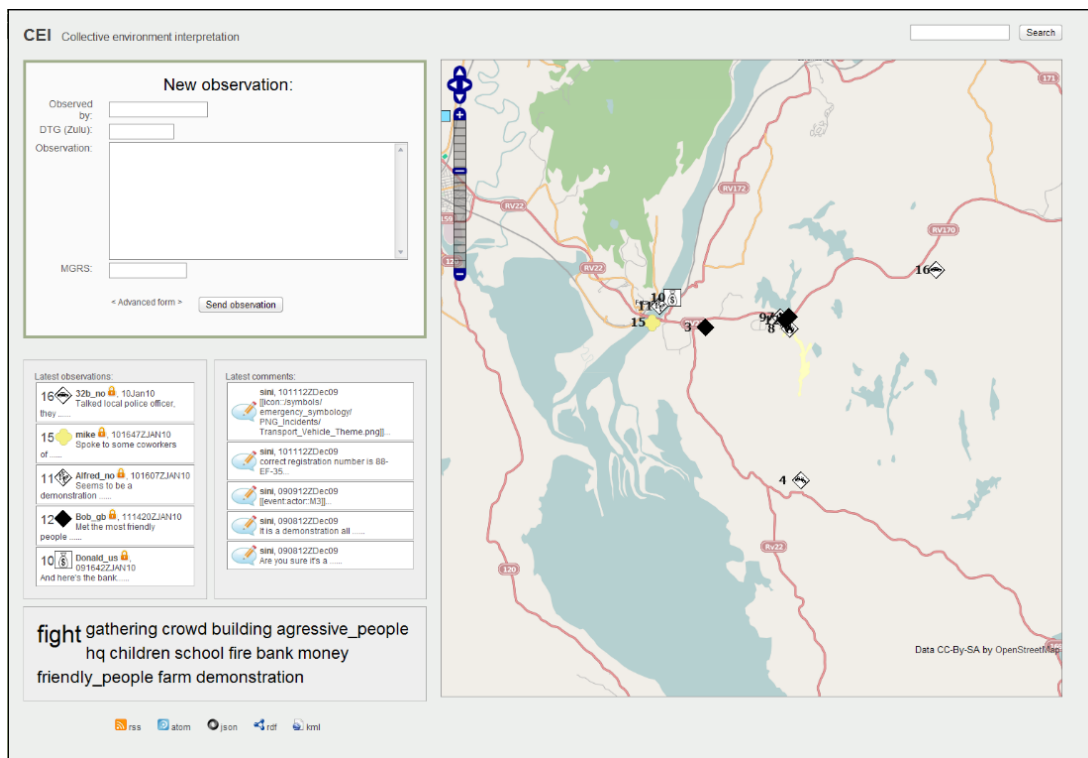 CEI Collective environment interpretation
Search
New observation:
Observed
by:
DTG (Zulu):
Observation:
MGRS:
< Advanced form >
Send observation
Latest observations:
16 32b_no , 10Jan10
Talked local police officer,
they ......
15 mike , 101647ZJAN10
Spoke to some coworkers
of ......
11 Alfred_no , 101607ZJAN10
Seems to be a
demonstration ......
12 Bob_gb , 111420ZJAN10
Met the most friendly
people ......
10 Donald_us ,
091642ZJAN10
And here's the bank......
Latest comments:
sini, 101112ZDec09
[[icon::/symbols/
emergency_symbology/
PNG_Incidents/
Transport_Vehicle_Theme.png]]...
sini, 101112ZDec09
correct registration number is 88-
EF-35...
sini, 090912ZDec09
[[event:actor::M3]]...
sini, 090812ZDec09
It is a demonstration all ......
sini, 090812ZDec09
Are you sure it's a ......
fight gathering crowd building agressive_people
hq children school fire bank money
friendly_people farm demonstration
rss atom json rdf kml
171
RV172
RV22
RV170
16
RV22
10
11
15
3
8
4
RV22
120
Data CC-By-SA by OpenStreetMap